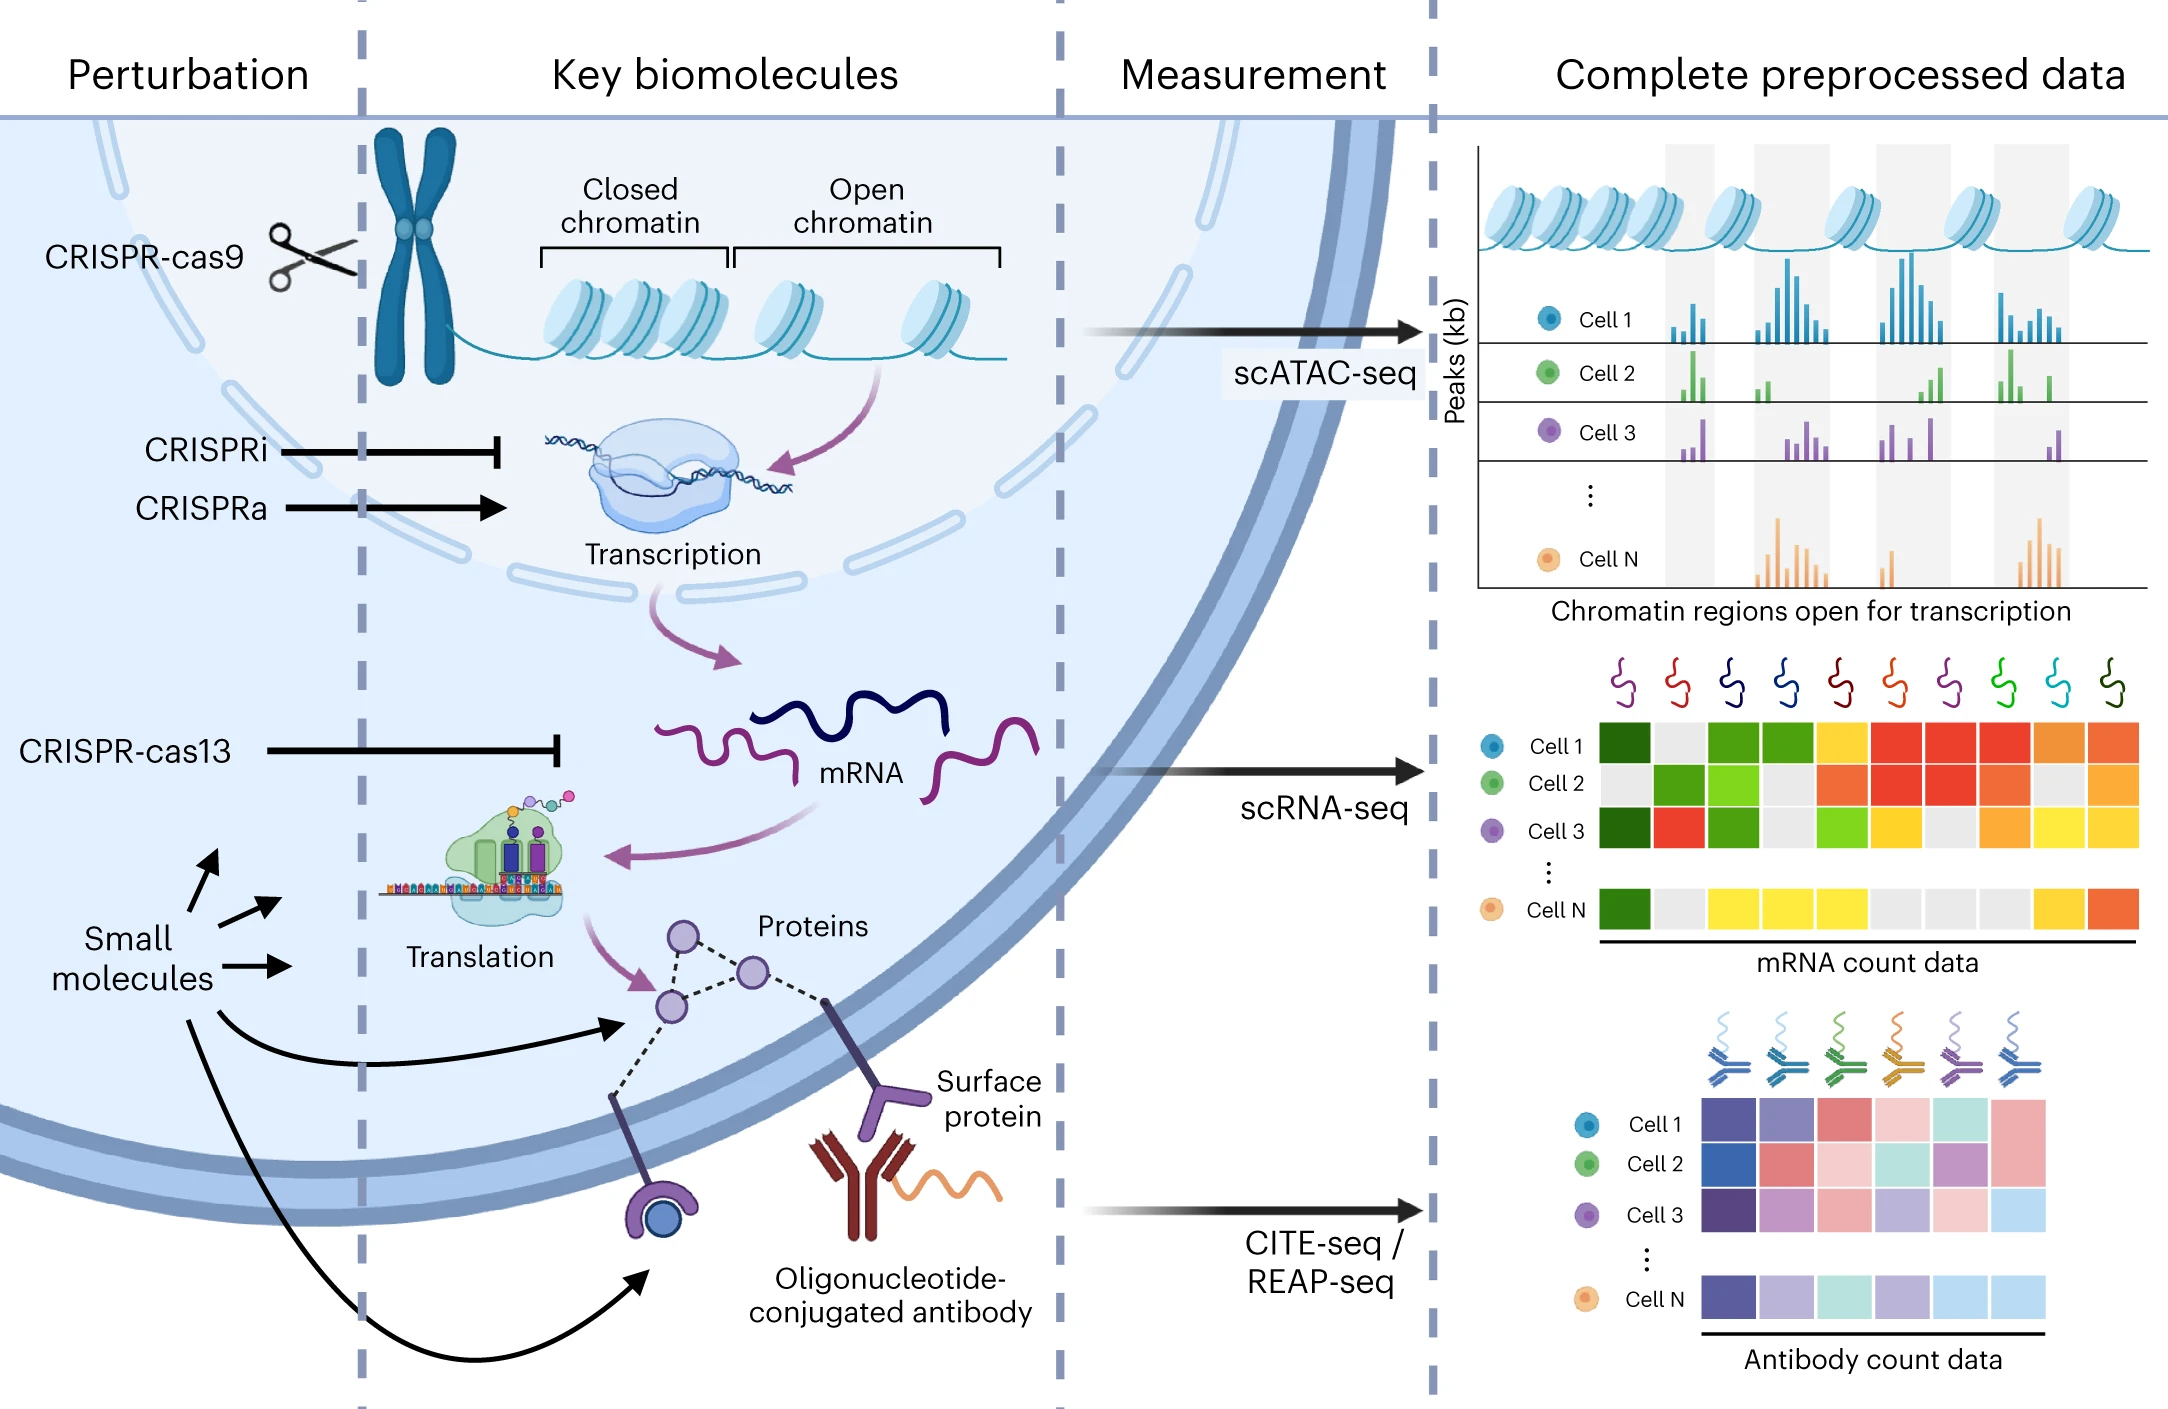 Perturbation
Key biomolecules
Measurement
Complete preprocessed data
CRISPR-cas9
Closed
chromatin
Open
chromatin
CRISPRi
CRISPRa
Transcription
CRISPR-cas13
mRNA
Translation
Small
molecules
Proteins
Surface
protein
Oligonucleotide-
conjugated antibody
scATAC-seq
scRNA-seq
CITE-seq /
REAP-seq
Peaks (kb)
Cell 1
Cell 2
Cell 3
⋮
Cell N
Chromatin regions open for transcription
Cell 1
Cell 2
Cell 3
⋮
Cell N
mRNA count data
Cell 1
Cell 2
Cell 3
⋮
Cell N
Antibody count data